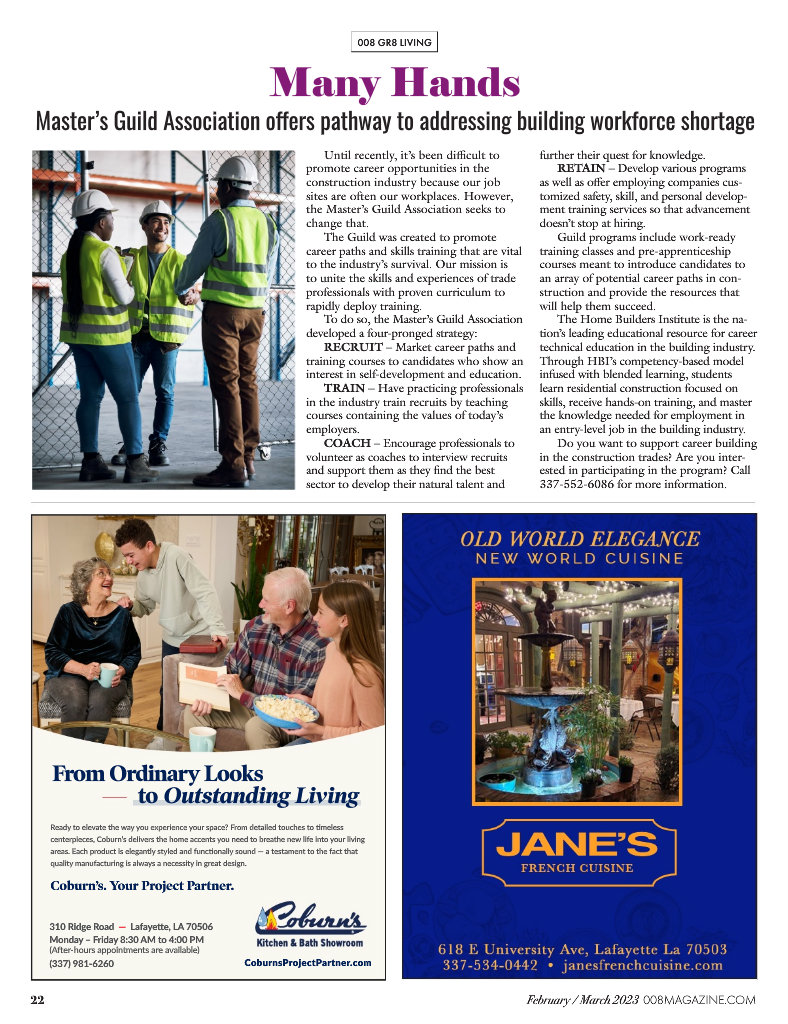 008 GR8 LIVING
Many Hands
Master's Guild Association offers pathway to addressing building workforce shortage
Until recently, it's been difficult to
promote career opportunities in the
construction industry because our job
sites are often our workplaces. However,
the Master's Guild Association seeks to
change that.
The Guild was created to promote
career paths and skills training that are vital
to the industry's survival. Our mission is
to unite the skills and experiences of trade
professionals with proven curriculum to
rapidly deploy training.
To do so, the Master's Guild Association
developed a four-pronged strategy:
RECRUIT – Market career paths and
training courses to candidates who show an
interest in self-development and education.
TRAIN – Have practicing professionals
in the industry train recruits by teaching
courses containing the values of today's
employers.
COACH – Encourage professionals to
volunteer as coaches to interview recruits
and support them as they find the best
sector to develop their natural talent and
further their quest for knowledge.
RETAIN – Develop various programs
as well as offer employing companies cus-
tomized safety, skill, and personal develop-
ment training services so that advancement
doesn't stop at hiring.
Guild programs include work-ready
training classes and pre-apprenticeship
courses meant to introduce candidates to
an array of potential career paths in con-
struction and provide the resources that
will help them succeed.
The Home Builders Institute is the na-
tion's leading educational resource for career
technical education in the building industry.
Through HBI's competency-based model
infused with blended learning, students
learn residential construction focused on
skills, receive hands-on training, and master
the knowledge needed for employment in
an entry-level job in the building industry.
Do you want to support career building
in the construction trades? Are you inter-
ested in participating in the program? Call
337-552-6086 for more information.
From Ordinary Looks
— to Outstanding Living
Ready to elevate the way you experience your space? From detailed touches to timeless
centerpieces, Coburn's delivers the home accents you need to breathe new life into your living
areas. Each product is elegantly styled and functionally sound — a testament to the fact that
quality manufacturing is always a necessity in great design.
Coburn's. Your Project Partner.
310 Ridge Road — Lafayette, LA 70506
Monday – Friday 8:30 AM to 4:00 PM
(After-hours appointments are available)
(337) 981-6260
Coburn's
Kitchen & Bath Showroom
CoburnsProjectPartner.com
OLD WORLD ELEGANCE
NEW WORLD CUISINE
JANE'S
FRENCH CUISINE
618 E University Ave, Lafayette La 70503
337-534-0442 • janesfrenchcuisine.com
22
February / March 2023 008MAGAZINE.COM